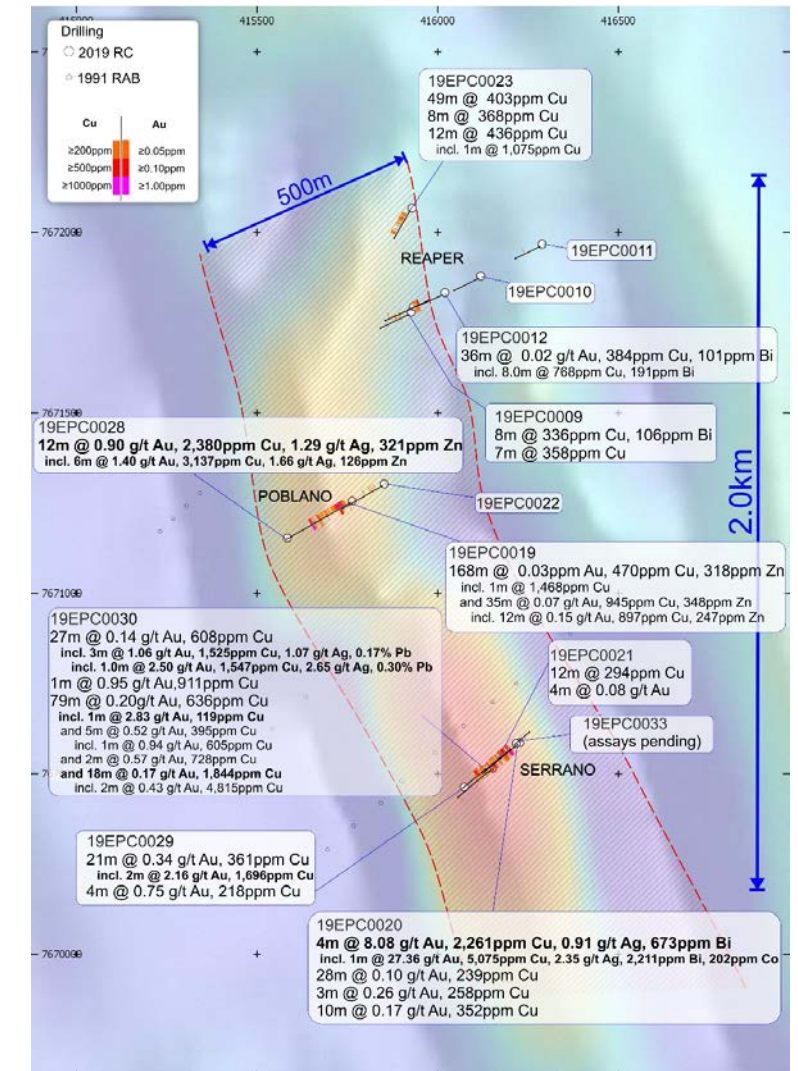 415000
415500
416000
416500
Drilling
2019 RC
1991 RAB
Cu Au
≥200ppm ≥0.05ppm
≥500ppm ≥0.10ppm
≥1000ppm ≥1.00ppm
19EPC0023
49m @ 403ppm Cu
8m @ 368ppm Cu
12m @ 436ppm Cu
incl. 1m @ 1,075ppm Cu
500m
7672000
REAPER
19EPC0011
19EPC0010
19EPC0012
36m @ 0.02 g/t Au, 384ppm Cu, 101ppm Bi
incl. 8.0m @ 768ppm Cu, 191ppm Bi
7671500
19EPC0009
8m @ 336ppm Cu, 106ppm Bi
7m @ 358ppm Cu
19EPC0028
12m @ 0.90 g/t Au, 2,380ppm Cu, 1.29 g/t Ag, 321ppm Zn
incl. 6m @ 1.40 g/t Au, 3,137ppm Cu, 1.66 g/t Ag, 126ppm Zn
2.0km
POBLANO
19EPC0022
19EPC0019
168m @ 0.03ppm Au, 470ppm Cu, 318ppm Zn
incl. 1m @ 1,468ppm Cu
and 35m @ 0.07 g/t Au, 945ppm Cu, 348ppm Zn
incl. 12m @ 0.15 g/t Au, 897ppm Cu, 247ppm Zn
7671000
19EPC0030
27m @ 0.14 g/t Au, 608ppm Cu
incl. 3m @ 1.06 g/t Au, 1,525ppm Cu, 1.07 g/t Ag, 0.17% Pb
incl. 1.0m @ 2.50 g/t Au, 1,547ppm Cu, 2.65 g/t Ag, 0.30% Pb
1m @ 0.95 g/t Au,911ppm Cu
79m @ 0.20g/t Au, 636ppm Cu
incl. 1m @ 2.83 g/t Au, 119ppm Cu
and 5m @ 0.52 g/t Au, 395ppm Cu
incl. 1m @ 0.94 g/t Au, 605ppm Cu
and 2m @ 0.57 g/t Au, 728ppm Cu
and 18m @ 0.17 g/t Au, 1,844ppm Cu
incl. 2m @ 0.43 g/t Au, 4,815ppm Cu
19EPC0021
12m @ 294ppm Cu
4m @ 0.08 g/t Au
19EPC0033
(assays pending)
SERRANO
19EPC0029
21m @ 0.34 g/t Au, 361ppm Cu
incl. 2m @ 2.16 g/t Au, 1,696ppm Cu
4m @ 0.75 g/t Au, 218ppm Cu
19EPC0020
4m @ 8.08 g/t Au, 2,261ppm Cu, 0.91 g/t Ag, 673ppm Bi
incl. 1m @ 27.36 g/t Au, 5,075ppm Cu, 2.35 g/t Ag, 2,211ppm Bi, 202ppm Co
28m @ 0.10 g/t Au, 239ppm Cu
3m @ 0.26 g/t Au, 258ppm Cu
10m @ 0.17 g/t Au, 352ppm Cu
7670000